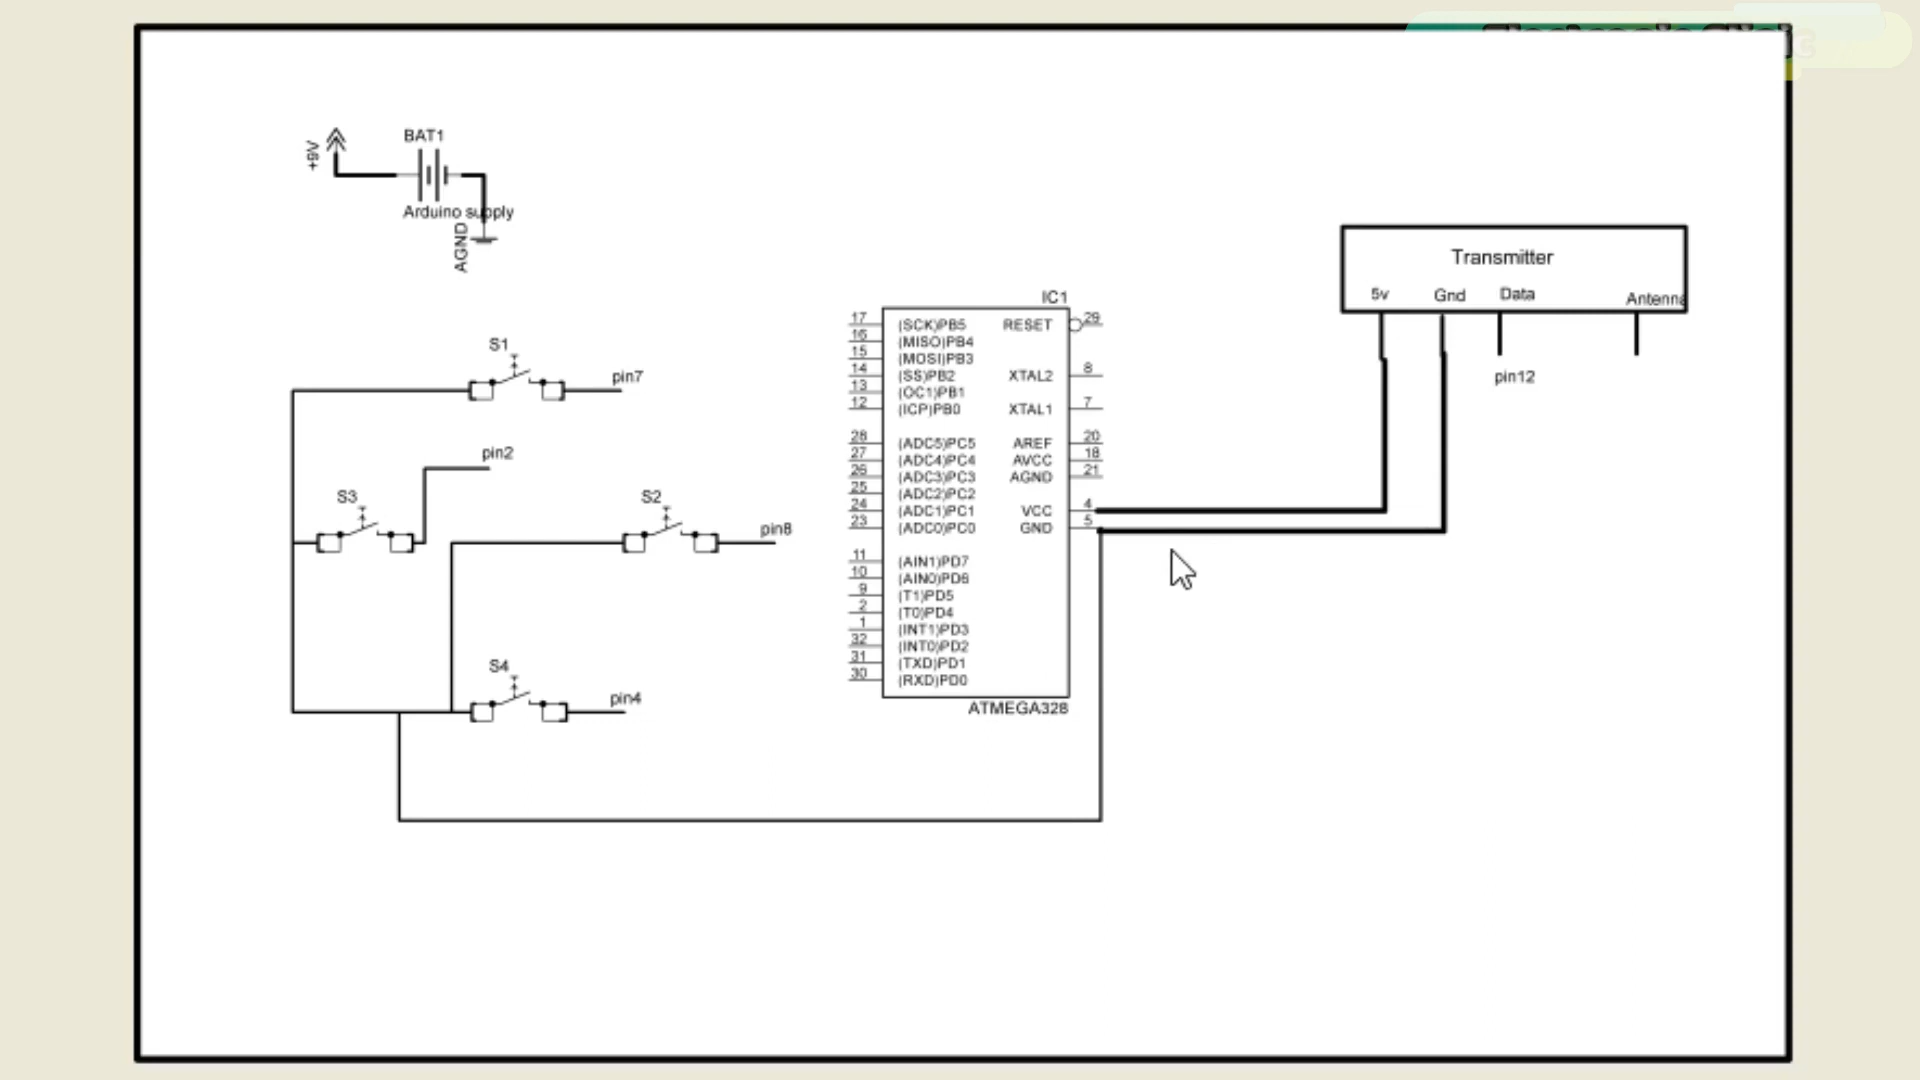 BAT1
+9V
Arduino supply
AGND
Transmitter
5v Gnd Data Antenna
pin12
IC1
17 (SCK)PB5 RESET 29
16 (MISO)PB4
15 (MOSI)PB3
14 (SS)PB2 XTAL2 8
13 (OC1)PB1
12 (ICP)PB0 XTAL1 7
28 (ADC5)PC5 AREF 20
27 (ADC4)PC4 AVCC 18
26 (ADC3)PC3 AGND 21
25 (ADC2)PC2
24 (ADC1)PC1 VCC 4
23 (ADC0)PC0 GND 5
11 (AIN1)PD7
10 (AIN0)PD6
9 (T1)PD5
2 (T0)PD4
1 (INT1)PD3
32 (INT0)PD2
31 (TXD)PD1
30 (RXD)PD0
ATMEGA328
S1
pin7
pin2
S3
S2
pin8
S4
pin4